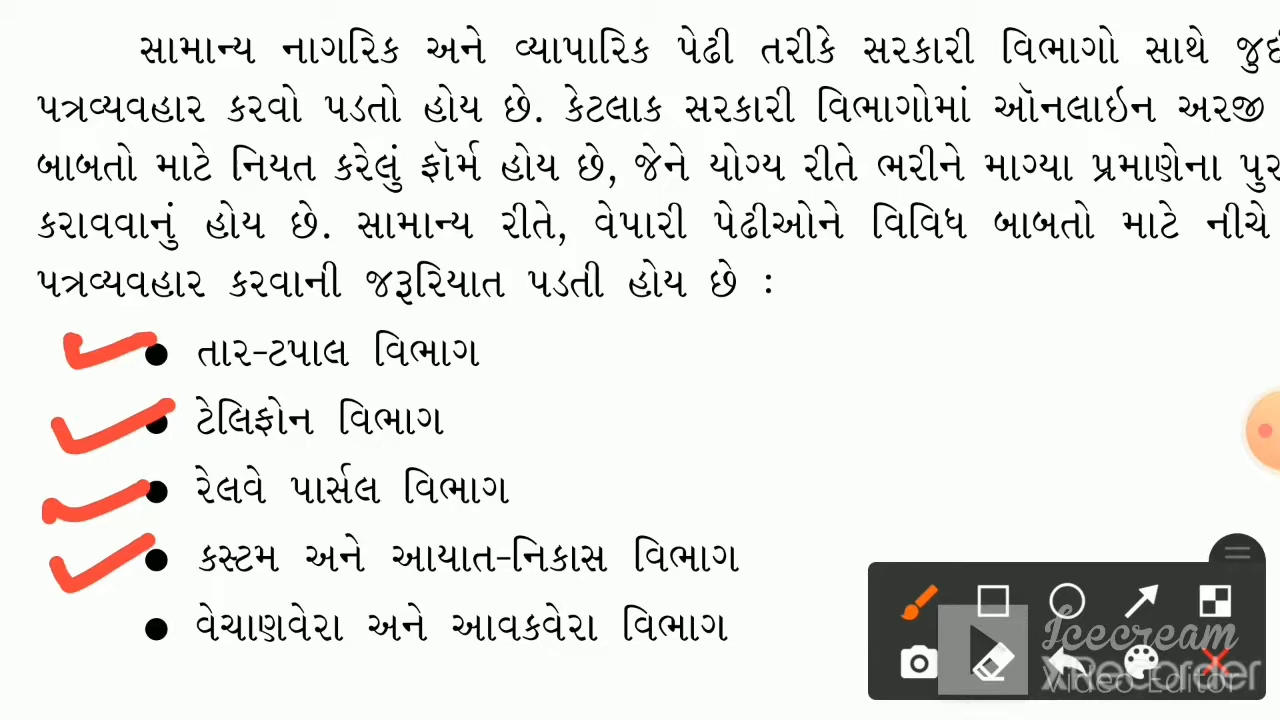 સામાન્ય નાગરિક અને વ્યાપારિક પેઢી તરીકે સરકારી વિભાગો સાથે
પત્રવ્યવહાર કરવો પડતો હોય છે. કેટલાક સરકારી વિભાગોમાં ઑનલાઇન અરજી
બાબતો માટે નિયત કરેલું ફૉર્મ હોય છે, જેને યોગ્ય રીતે ભરીને માગ્યા પ્રમાણેના
કરાવવાનું હોય છે. સામાન્ય રીતે, વેપારી પેઢીઓને વિવિધ બાબતો માટે નીચે
પત્રવ્યવહાર કરવાની જરૂરિયાત પડતી હોય છે :
● તાર-ટપાલ વિભાગ
● ટેલિફોન વિભાગ
● રેલવે પાર્સલ વિભાગ
● કસ્ટમ અને આયાત-નિકાસ વિભાગ
● વેચાણવેરા અને આવકવેરા વિભાગ
Icecream
XRecorder
Video Editor